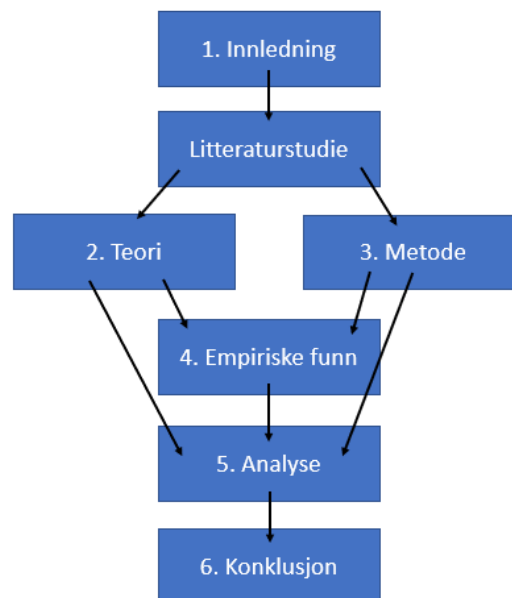 1. Innledning
Litteraturstudie
2. Teori
3. Metode
4. Empiriske funn
5. Analyse
6. Konklusjon